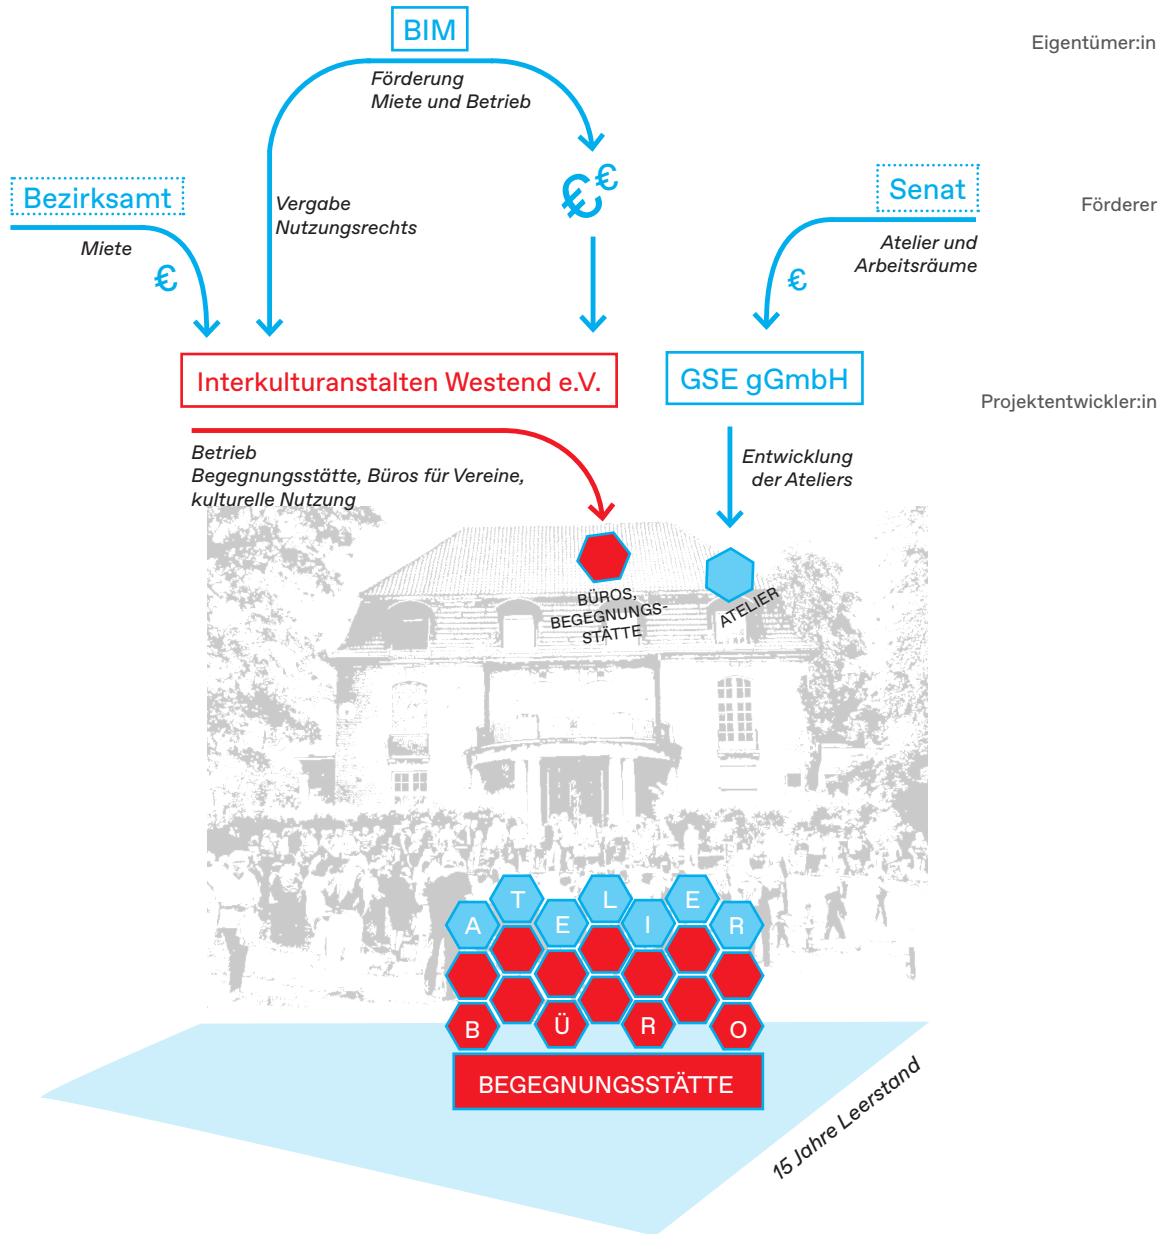 BIM
Eigentümer:in
Förderung
Miete und Betrieb
€€
Bezirksamt
Senat
Förderer
Vergabe
Nutzungsrechts
Miete
€
Atelier und
Arbeitsräume
€
Interkulturanstalten Westend e.V.
GSE gGmbH
Projektentwickler:in
Betrieb
Begegnungsstätte, Büros für Vereine,
kulturelle Nutzung
Entwicklung
der Ateliers
BÜROS,
BEGEGNUNGS-
STÄTTE
ATELIER
ATELIER
BÜRO
BEGEGNUNGSSTÄTTE
15 Jahre Leerstand